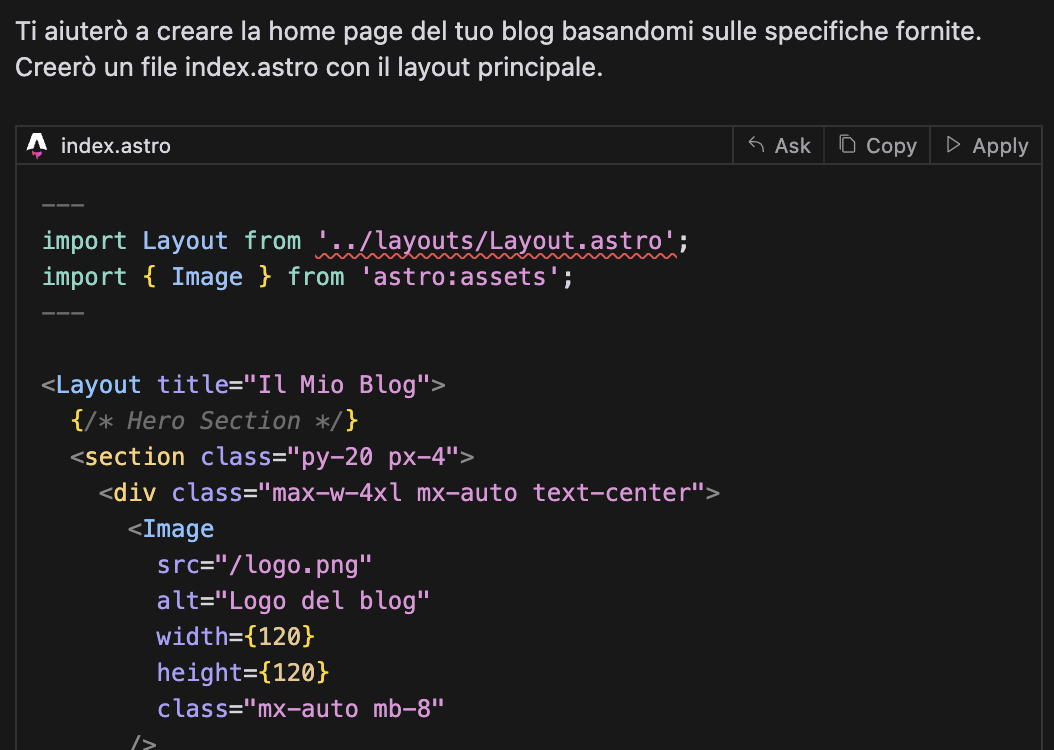 Ti aiuterò a creare la home page del tuo blog basandomi sulle specifiche fornite.
Creerò un file index.astro con il layout principale.
index.astro
Ask
Copy
Apply
---
import Layout from '../layouts/Layout.astro';
import { Image } from 'astro:assets';
---
<Layout title="Il Mio Blog">
{/* Hero Section */}
<section class="py-20 px-4">
<div class="max-w-4xl mx-auto text-center">
<Image
src="/logo.png"
alt="Logo del blog"
width={120}
height={120}
class="mx-auto mb-8"
/>